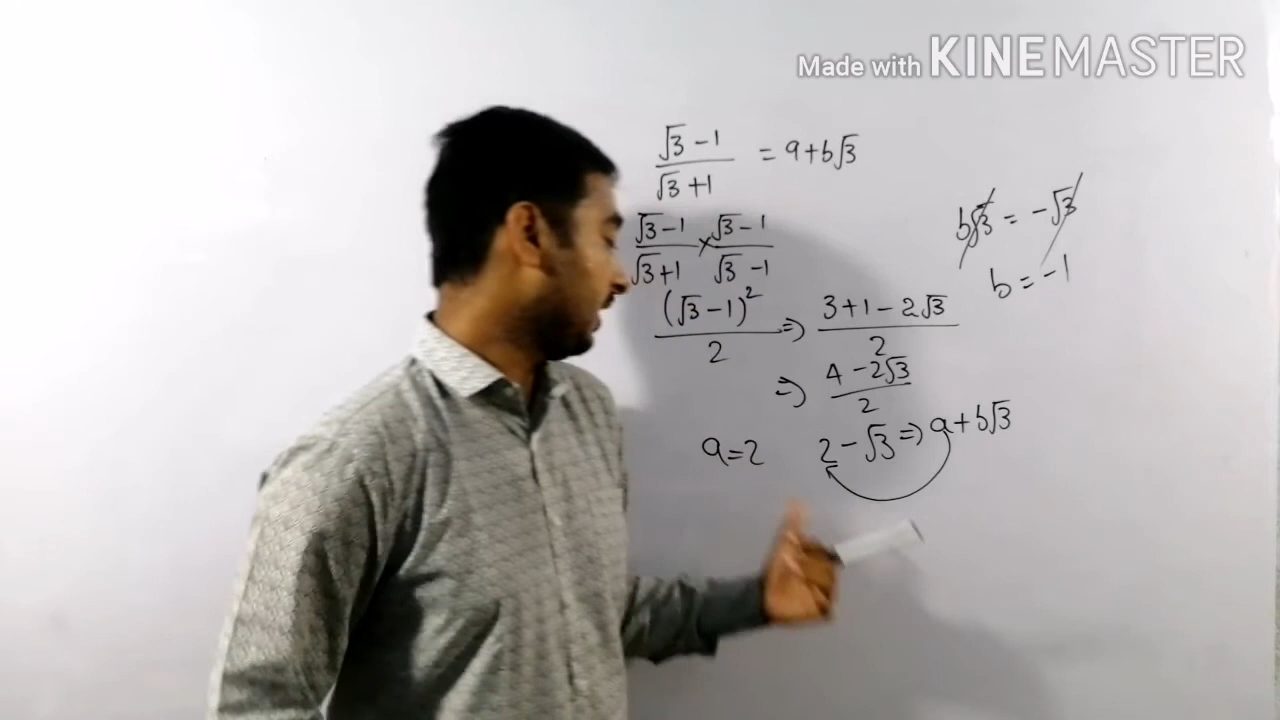 Made with KINEMASTER
(√3 - 1)/(√3 + 1) = a + b√3
(√3 - 1)/(√3 + 1) × (√3 - 1)/(√3 - 1)
b√3 = -√3
b = -1
(√3 - 1)²/2 ⇒ (3 + 1 - 2√3)/2
⇒ (4 - 2√3)/2
a = 2
2 - √3 ⇒ a + b√3